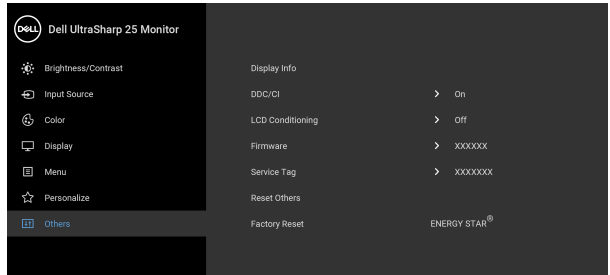 DELL Dell UltraSharp 25 Monitor
Brightness/Contrast Display Info
Input Source DDC/CI > On
Color LCD Conditioning > Off
Display Firmware > XXXXXX
Menu Service Tag > XXXXXXX
Personalize Reset Others
Others Factory Reset ENERGY STAR®